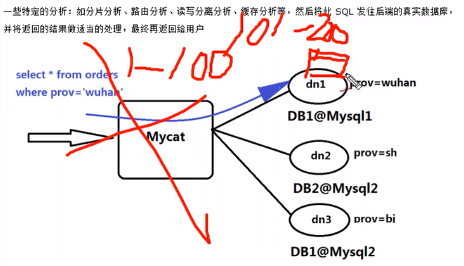 一些特定的分析:如分片分析、路由分析、读写分离分析、缓存分析等,然后将此 SQL 发往后端的真实数据库,
并将返回的结果做适当的处理,最终再返回给用户
1-100
101-200
select * from orders
where prov='wuhan'
Mycat
dn1
prov=wuhan
DB1@Mysql1
dn2
prov=sh
DB2@Mysql2
dn3
prov=bj
DB1@Mysql2